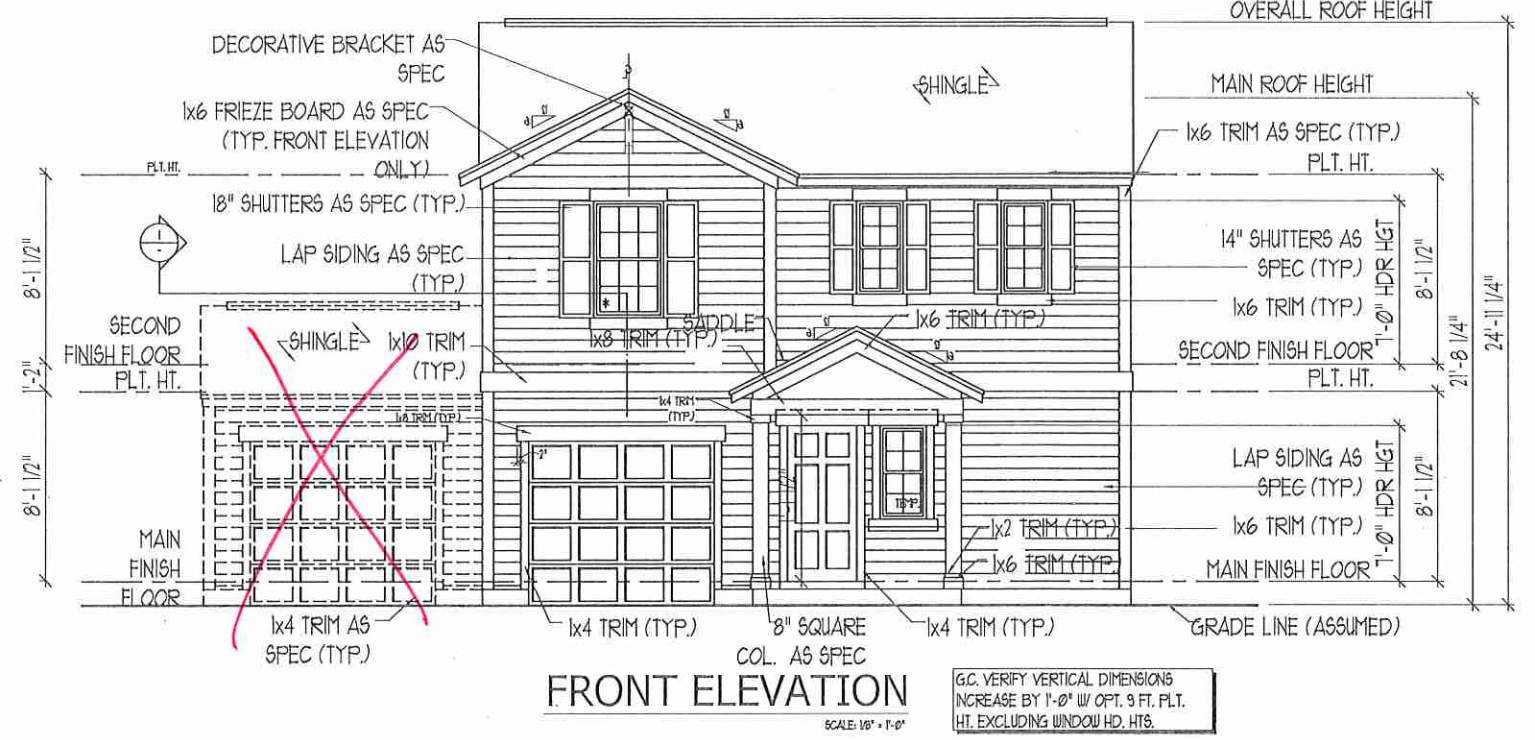 OVERALL ROOF HEIGHT
DECORATIVE BRACKET AS
SPEC
SHINGLE
MAIN ROOF HEIGHT
1x6 FRIEZE BOARD AS SPEC
(TYP. FRONT ELEVATION
ONLY)
1x6 TRIM AS SPEC (TYP.)
PLT. HT.
PLT. HT.
18" SHUTTERS AS SPEC (TYP.)
LAP SIDING AS SPEC
(TYP.)
14" SHUTTERS AS
SPEC (TYP.)
1x6 TRIM (TYP.)
8'-1 1/2"
8'-1 1/2"
24'-11 1/4"
21'-8 1/4"
SECOND
FINISH FLOOR
PLT. HT.
SHINGLE
1x10 TRIM
(TYP.)
SADDLE
1x8 TRIM (TYP.)
1x6 TRIM (TYP.)
SECOND FINISH FLOOR
PLT. HT.
1'-2"
1x8 TRIM (TYP.)
1x4 TRIM
(TYP.)
2"
8'-1 1/2"
8'-1 1/2"
LAP SIDING AS
SPEC (TYP.)
TEMP.
1x2 TRIM (TYP.)
1x6 TRIM (TYP.)
1x6 TRIM (TYP.)
MAIN
FINISH
FLOOR
MAIN FINISH FLOOR
1x4 TRIM AS
SPEC (TYP.)
1x4 TRIM (TYP.)
8" SQUARE
COL. AS SPEC
1x4 TRIM (TYP.)
GRADE LINE (ASSUMED)
FRONT ELEVATION
SCALE: 1/8" = 1'-0"
G.C. VERIFY VERTICAL DIMENSIONS
INCREASE BY 1'-0" W/ OPT. 9 FT. PLT.
HT. EXCLUDING WINDOW HD. HTS.